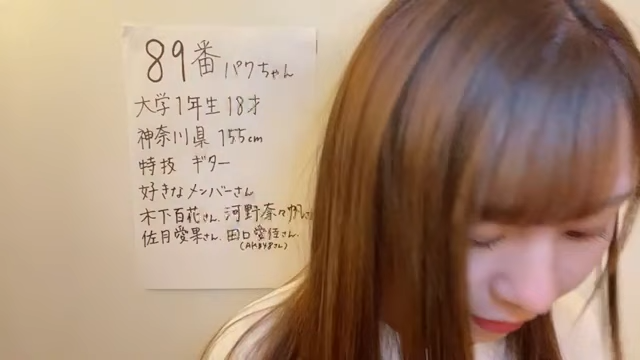 89番 パクちゃん
大学1年生18才
神奈川県 155cm
特技 ギター
好きなメンバーさん
木下百花さん、河野奈々帆さ
佐月愛果さん、田口愛佳さん、
(AKB48さん)